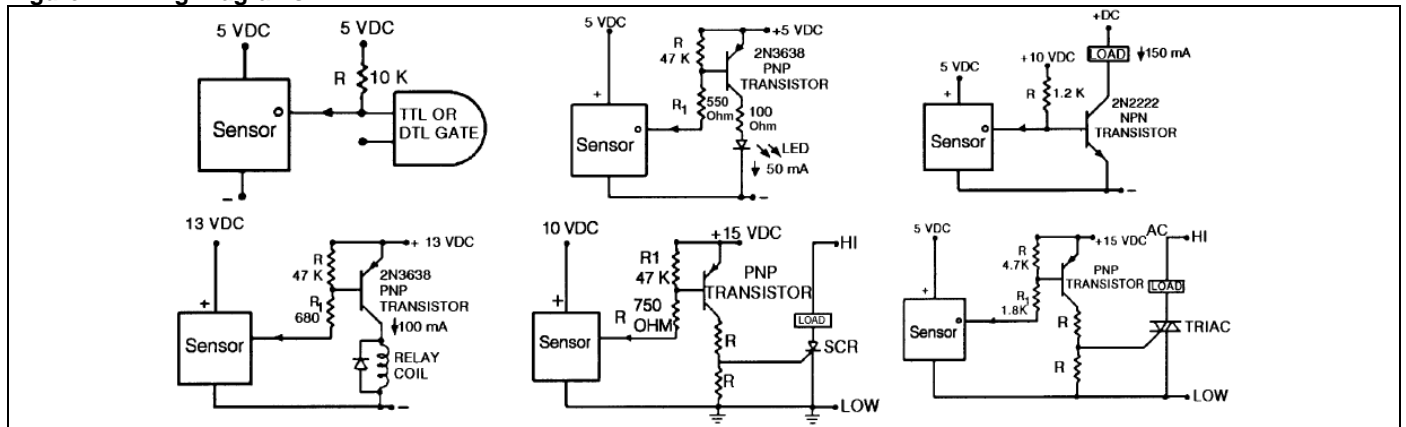 5 VDC
5 VDC
R
10 K
Sensor
TTL OR
DTL GATE
-
5 VDC
+5 VDC
R
47 K
2N3638
PNP
TRANSISTOR
+
R1
550
Ohm
100
Ohm
Sensor
LED
50 mA
-
+DC
LOAD
150 mA
5 VDC
+10 VDC
+
R
1.2 K
2N2222
NPN
TRANSISTOR
Sensor
-
13 VDC
+ 13 VDC
R
47 K
2N3638
PNP
TRANSISTOR
+
R1
680
100 mA
Sensor
RELAY
COIL
-
10 VDC
+15 VDC
HI
R1
47 K
PNP
TRANSISTOR
+
R
750
OHM
LOAD
Sensor
R
SCR
R
LOW
5 VDC
+15 VDC
AC
HI
R
4.7K
PNP
TRANSISTOR
+
R1
1.8K
LOAD
Sensor
R
TRIAC
R
LOW